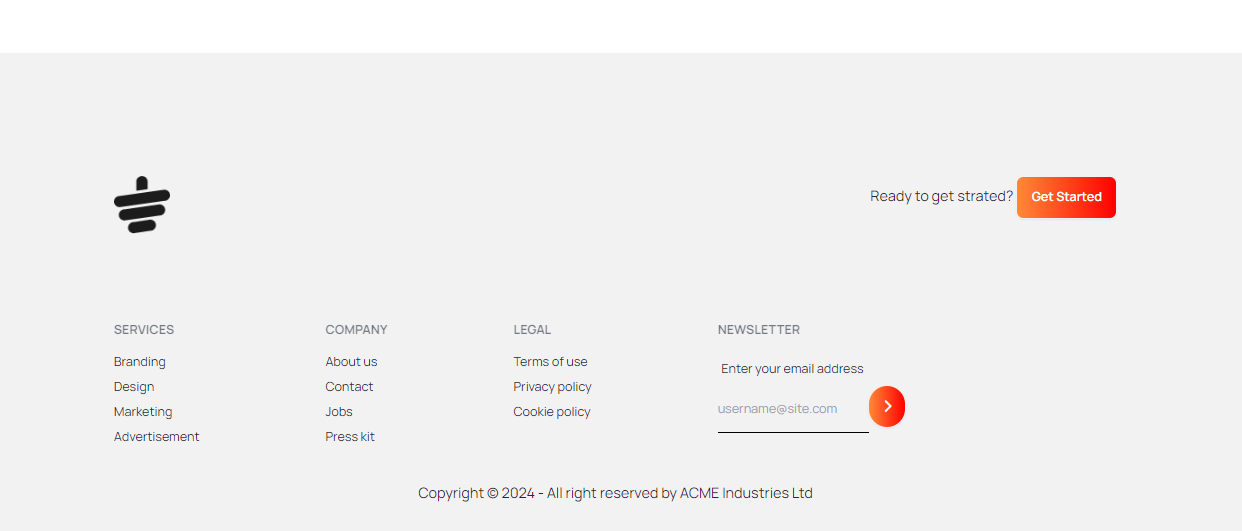 Ready to get strated? Get Started
SERVICES
Branding
Design
Marketing
Advertisement
COMPANY
About us
Contact
Jobs
Press kit
LEGAL
Terms of use
Privacy policy
Cookie policy
NEWSLETTER
Enter your email address
username@site.com
Copyright © 2024 - All right reserved by ACME Industries Ltd